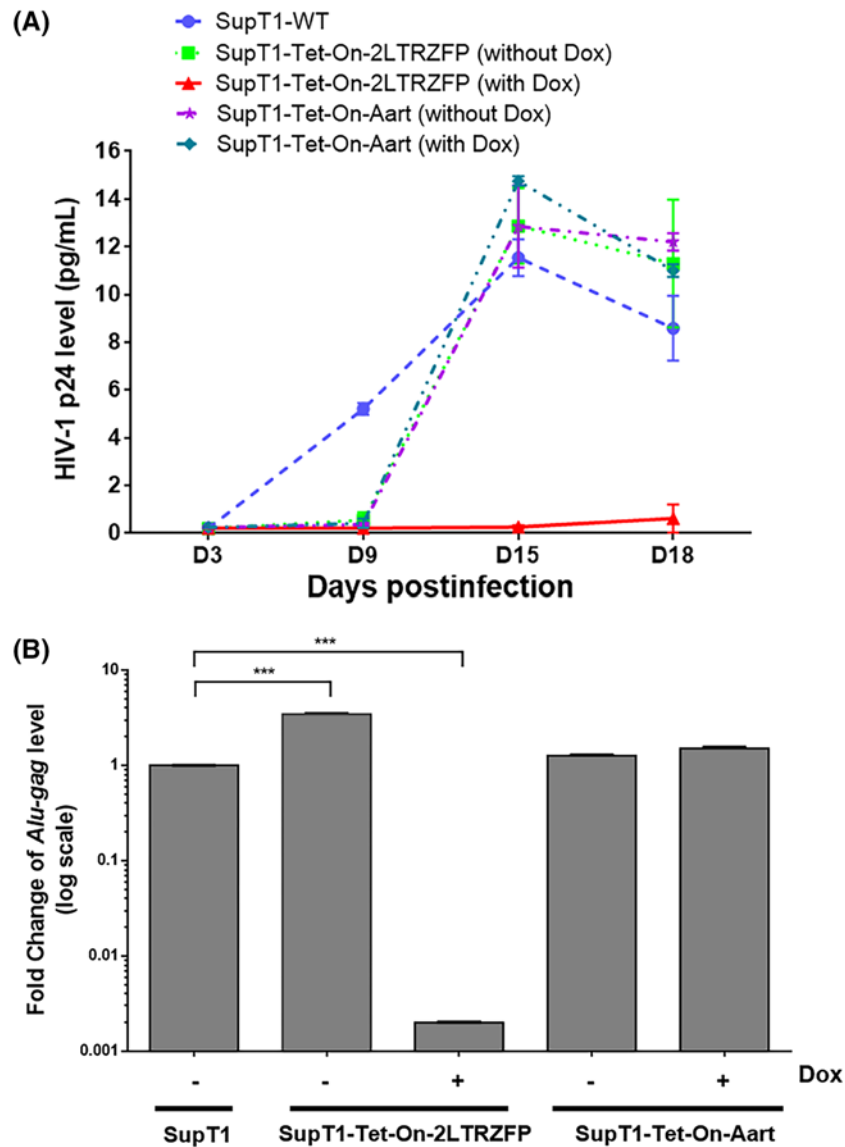 (A)
SupT1-WT
SupT1-Tet-On-2LTRZFP (without Dox)
SupT1-Tet-On-2LTRZFP (with Dox)
SupT1-Tet-On-Aart (without Dox)
SupT1-Tet-On-Aart (with Dox)
HIV-1 p24 level (pg/mL)
16
14
12
10
8
6
4
2
0
D3 D9 D15 D18
Days postinfection
(B)
***
***
Fold Change of Alu-gag level
(log scale)
10
1
0.1
0.01
0.001
- - + - + Dox
SupT1 SupT1-Tet-On-2LTRZFP SupT1-Tet-On-Aart